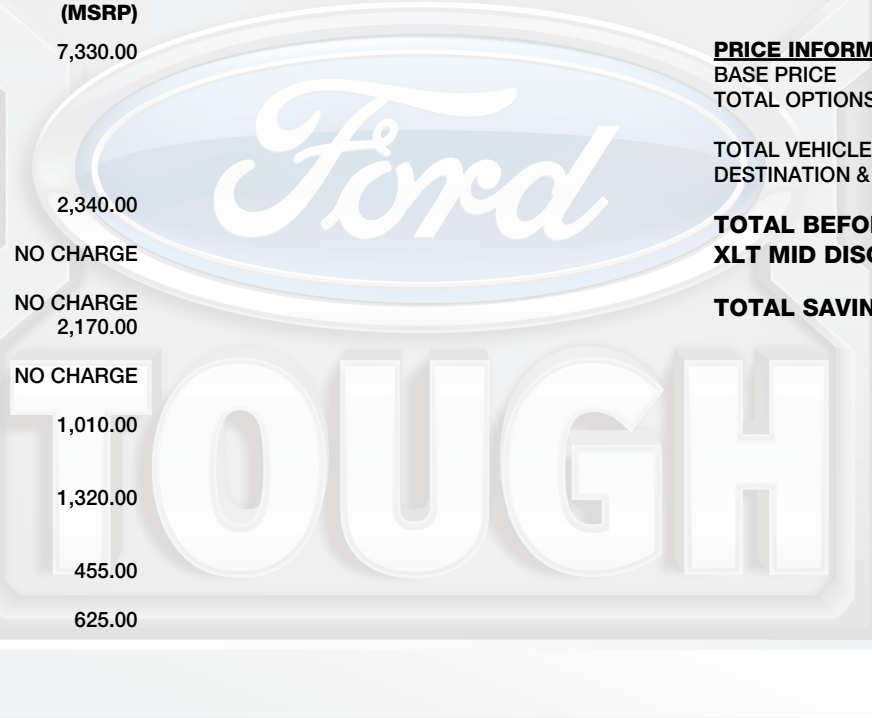 (MSRP)
7,330.00
2,340.00
NO CHARGE
NO CHARGE
2,170.00
NO CHARGE
1,010.00
1,320.00
455.00
625.00
PRICE INFORM
BASE PRICE
TOTAL OPTIONS
TOTAL VEHICLE
DESTINATION &
TOTAL BEFO
XLT MID DISC
TOTAL SAVIN
Ford
TOUGH